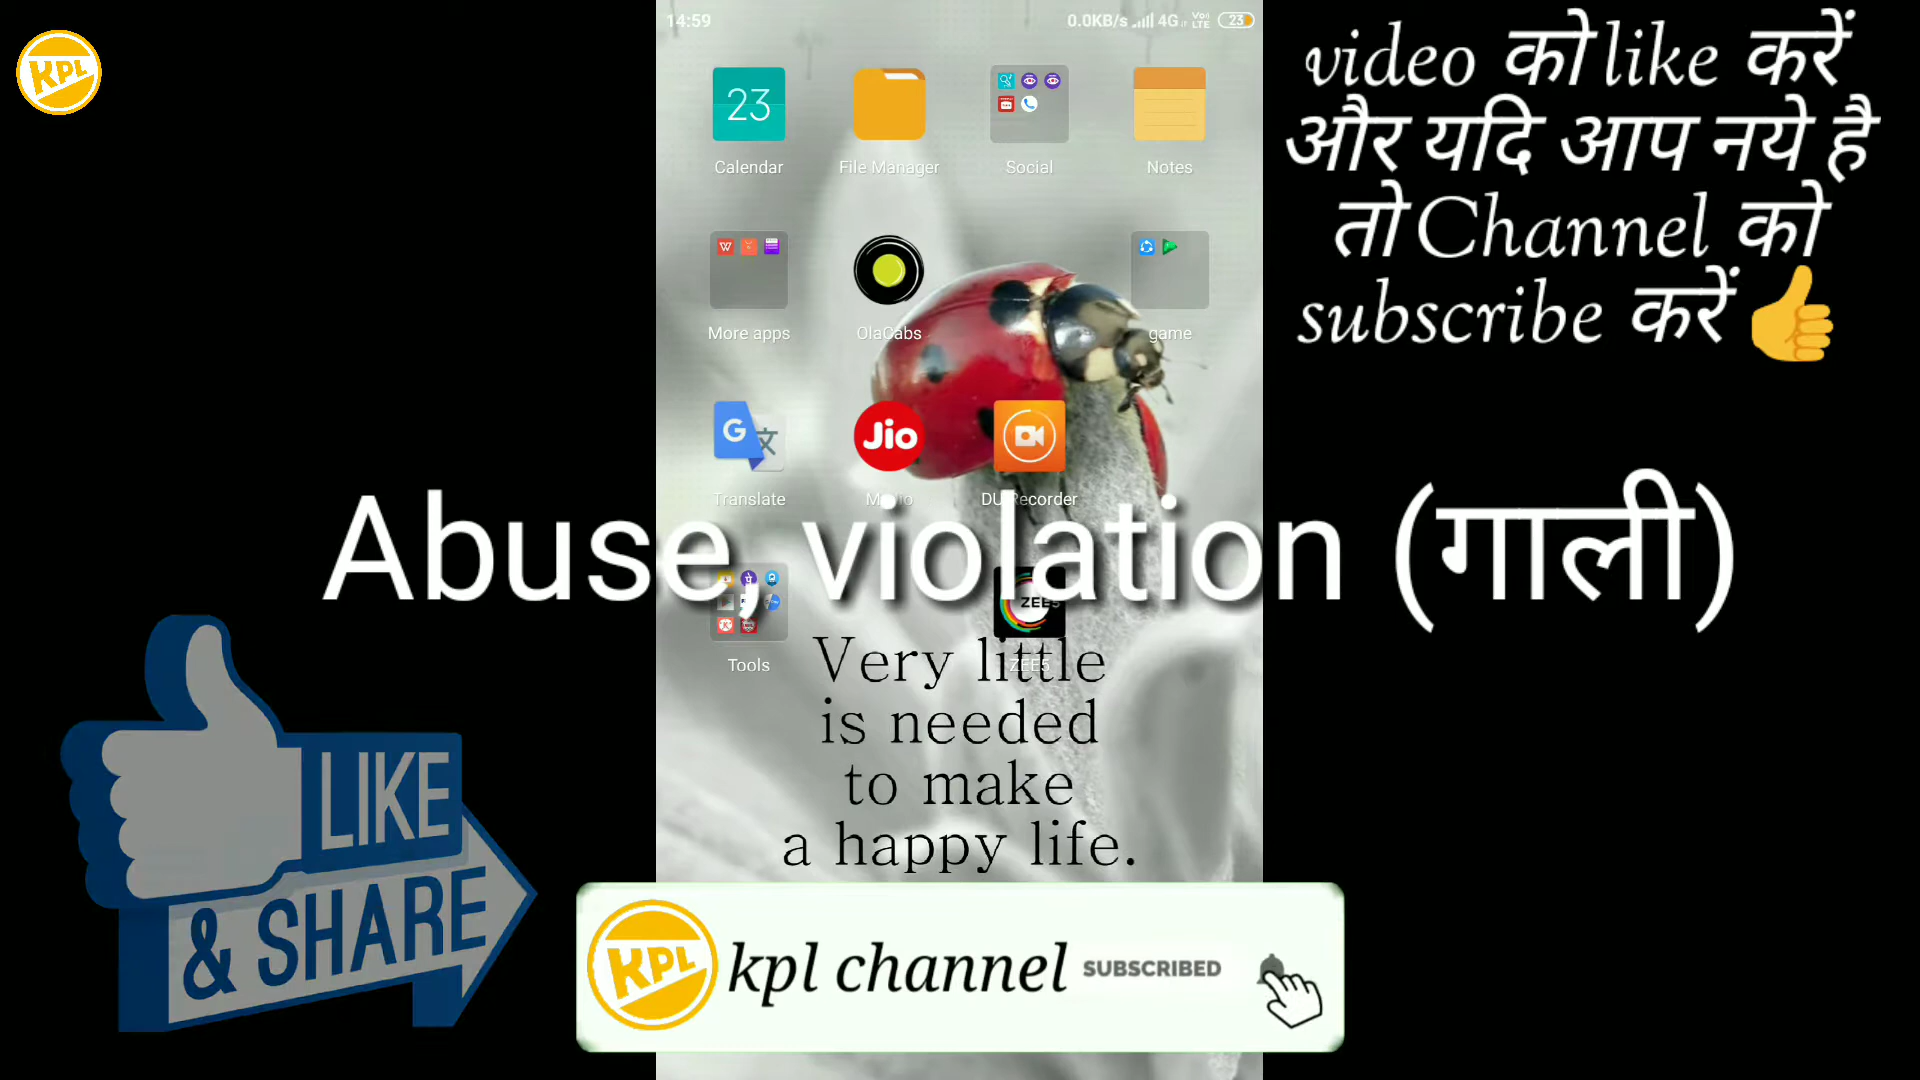 14:59
0.0KB/s 4G VoLTE 23
KPL
video को like करें
और यदि आप नये है
तो Channel को
subscribe करें
23
Calendar
File Manager
Social
Notes
More apps
OlaCabs
game
G
Translate
Jio
DU Recorder
Abuse, violation (गाली)
ZEE5
Tools
ZEE5
Very little
is needed
to make
a happy life.
LIKE
& SHARE
KPL
kpl channel SUBSCRIBED